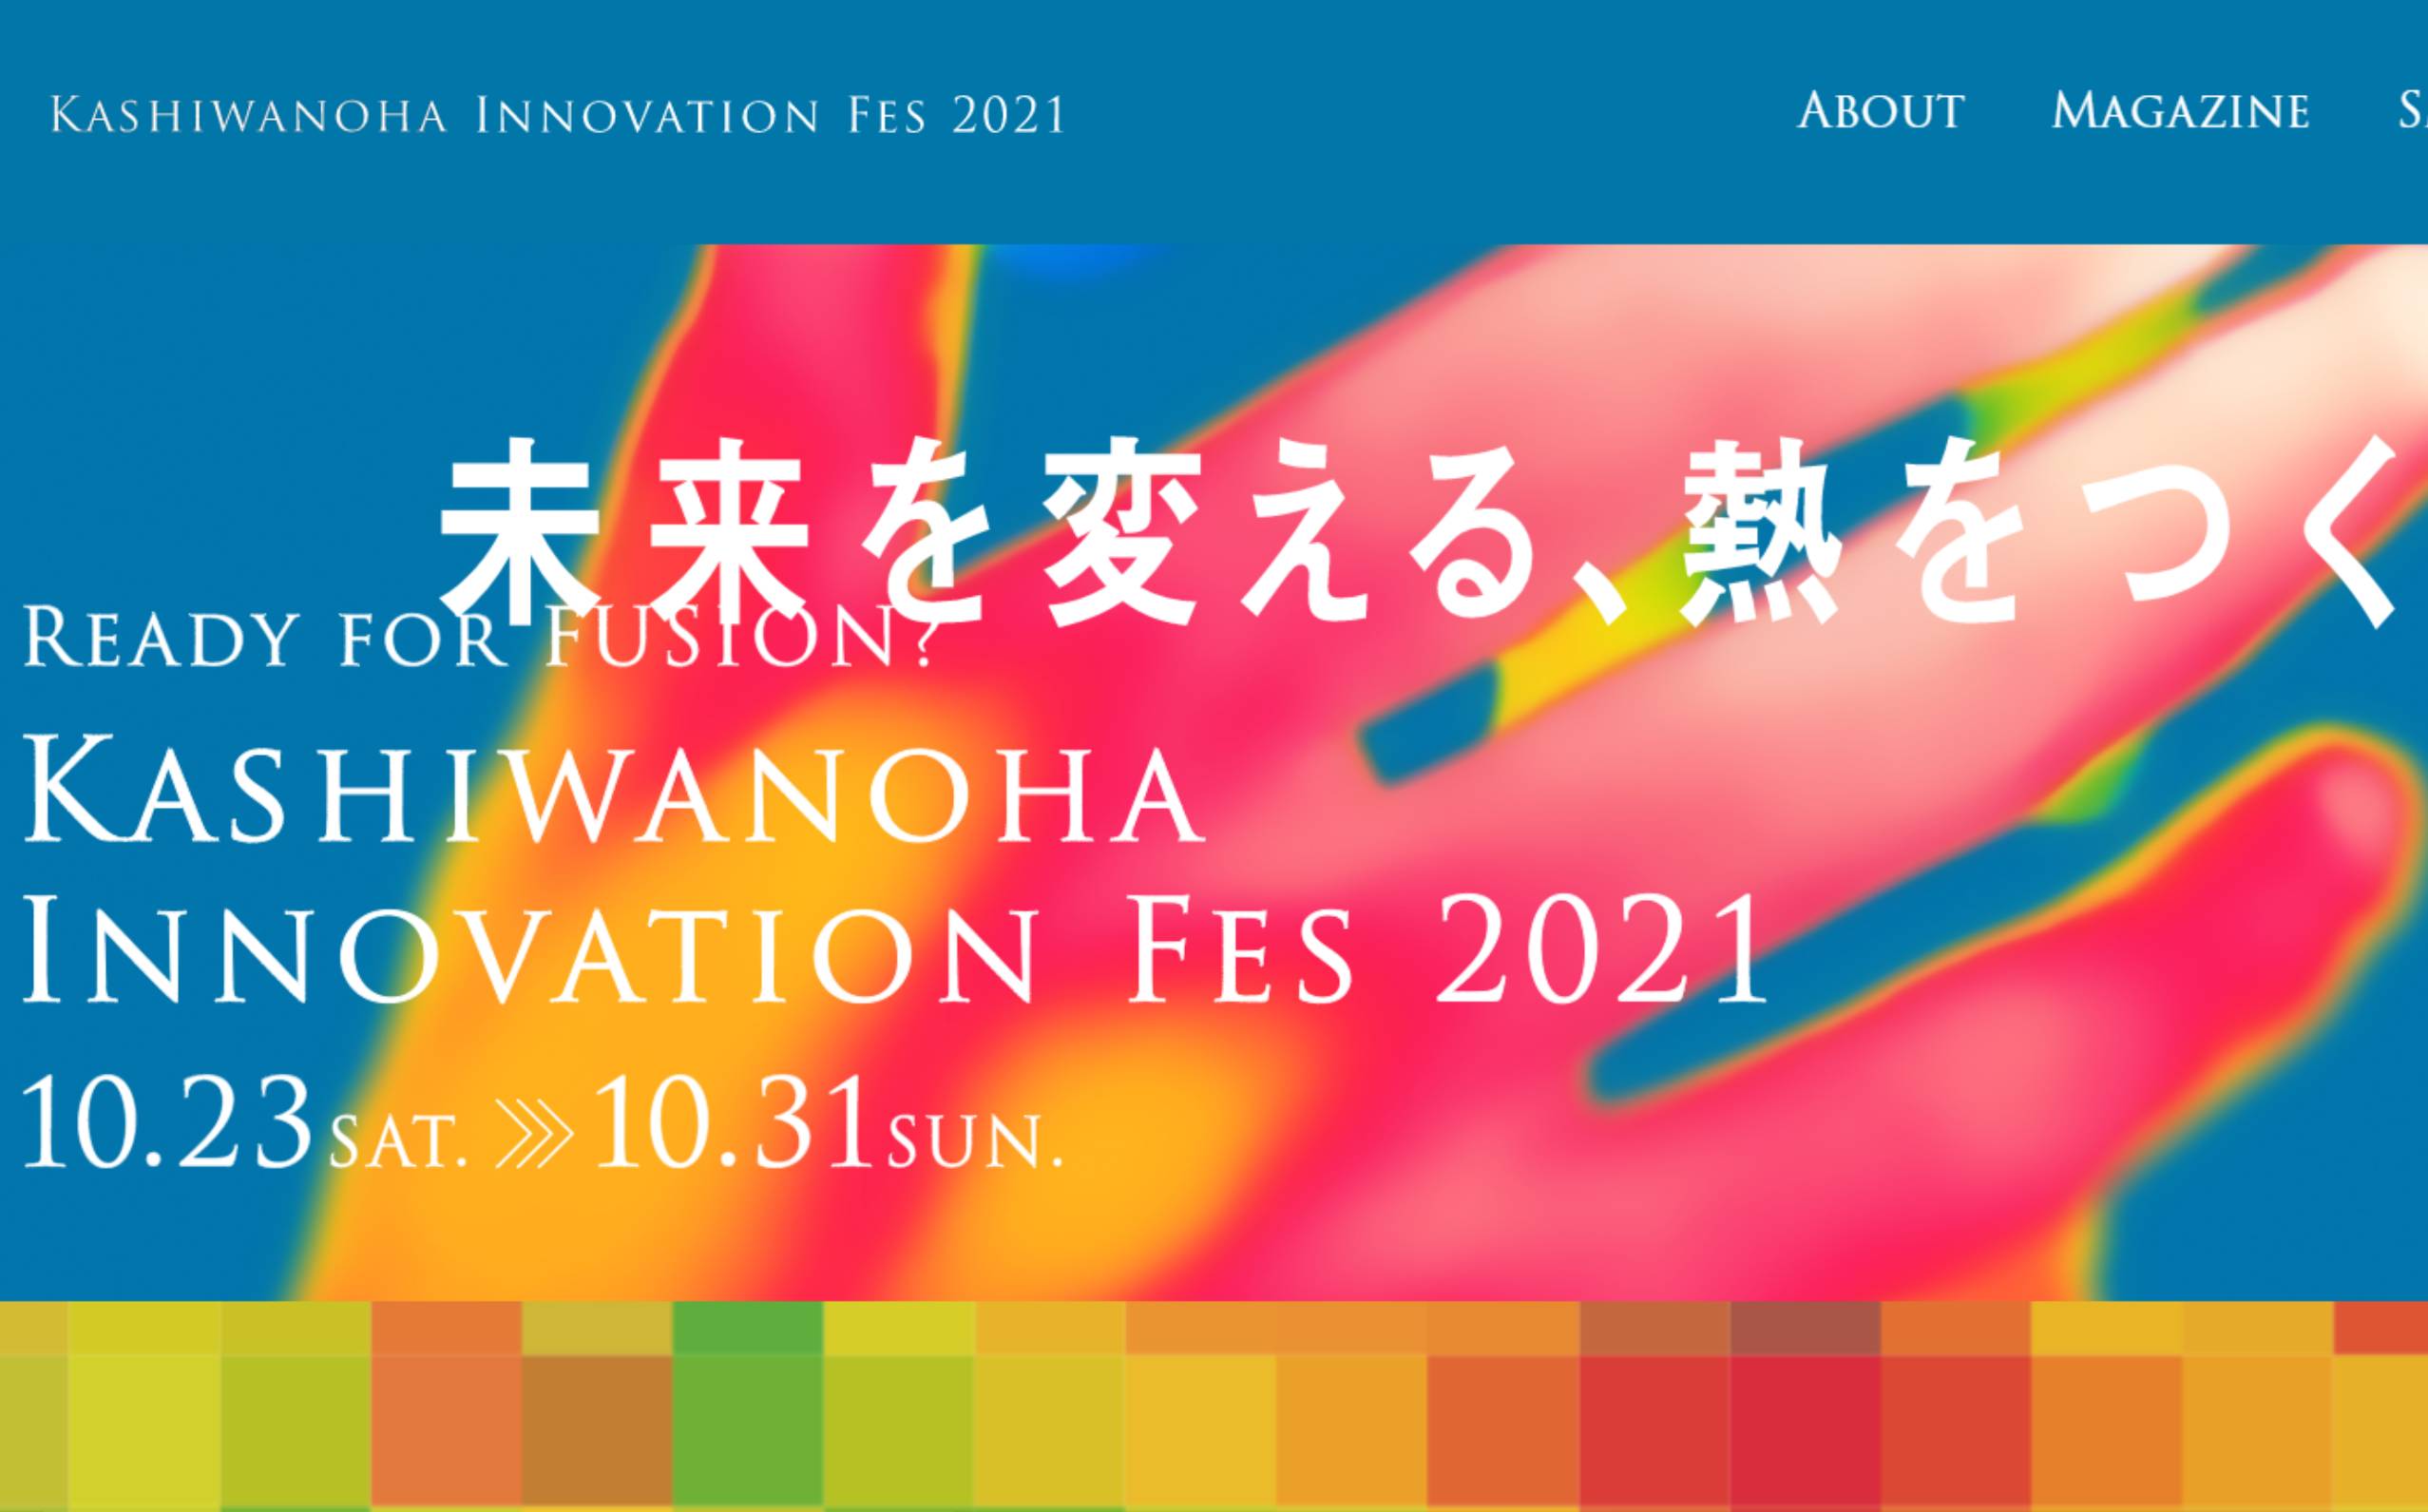 KASHIWANOHA INNOVATION FES 2021
ABOUT MAGAZINE
未来を変える、熱をつく
READY FOR FUSION?
KASHIWANOHA
INNOVATION FES 2021
10.23SAT. 10.31SUN.